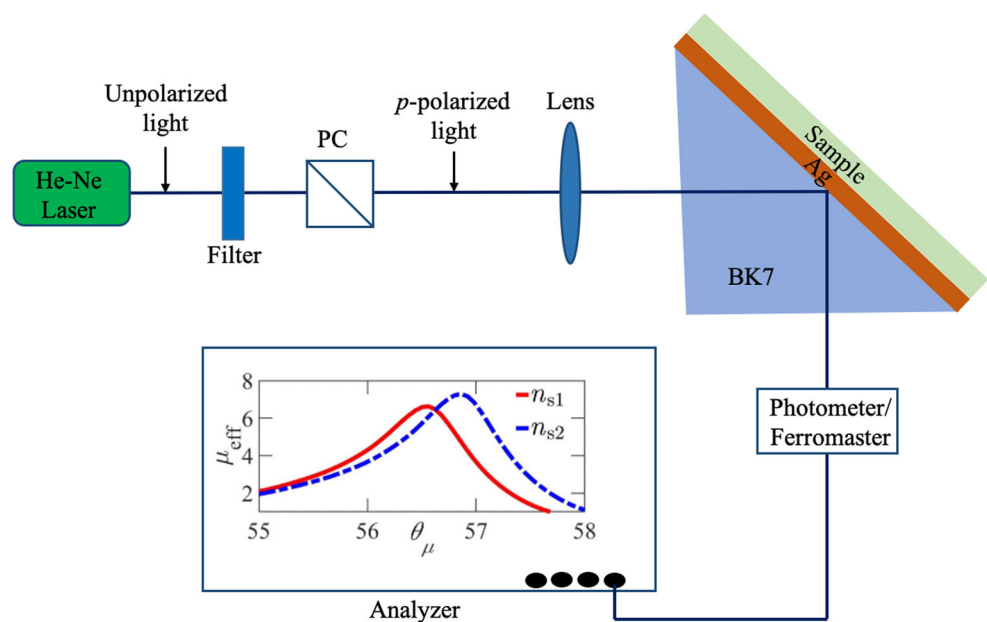 Unpolarized
light
PC
p-polarized
light
Lens
He-Ne
Laser
Filter
Sample
Ag
BK7
8
6
4
2
μeff
ns1
ns2
55
56
57
58
θμ
Photometer/
Ferromaster
Analyzer